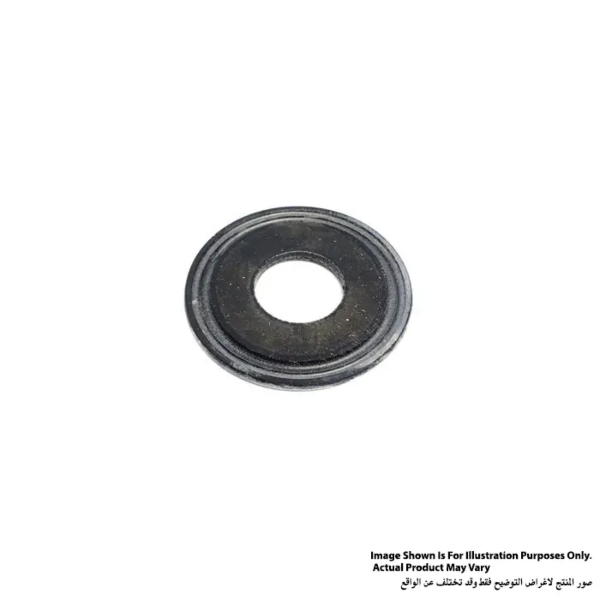 Image Shown Is For Illustration Purposes Only.
Actual Product May Vary
صور المنتج لاغراض التوضيح فقط وقد تختلف عن الواقع